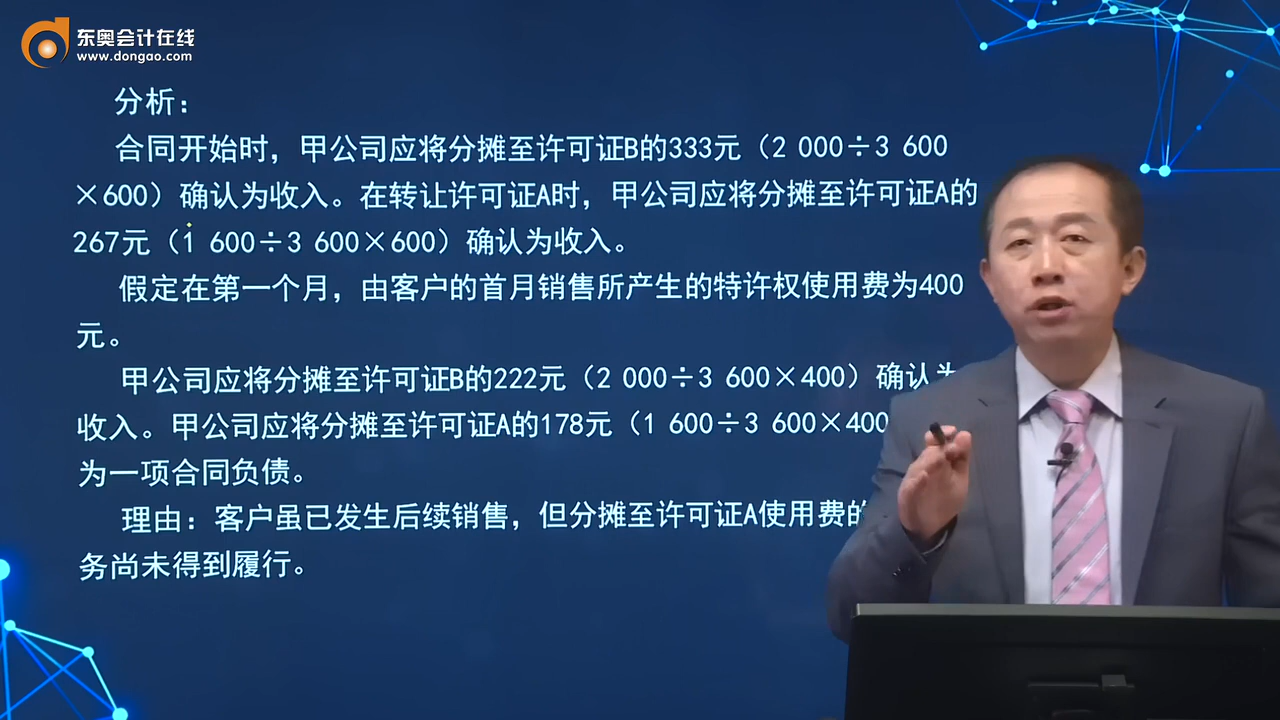 东奥会计在线
www.dongao.com
分析：
合同开始时，甲公司应将分摊至许可证B的333元（2 000÷3 600
×600）确认为收入。在转让许可证A时，甲公司应将分摊至许可证A的
267元（1 600÷3 600×600）确认为收入。
假定在第一个月，由客户的首月销售所产生的特许权使用费为400
元。
甲公司应将分摊至许可证B的222元（2 000÷3 600×400）确认为
收入。甲公司应将分摊至许可证A的178元（1 600÷3 600×400
为一项合同负债。
理由：客户虽已发生后续销售，但分摊至许可证A使用费的
务尚未得到履行。